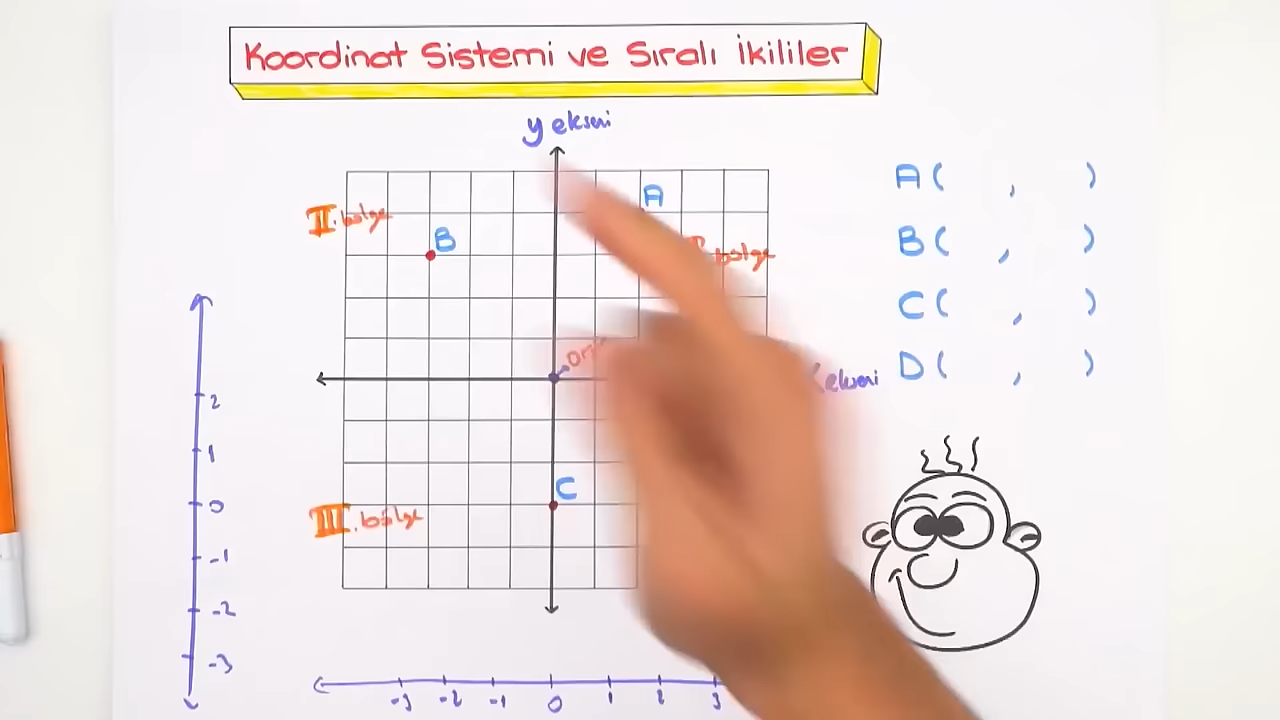 Koordinat Sistemi ve Sıralı İkililer
y ekseni
A
A( , )
II. bölge
B
bölge
B( , )
C( , )
D( , )
2
1
0
-1
-2
-3
C
III. bölge
-3 -2 -1 0 1 2 3